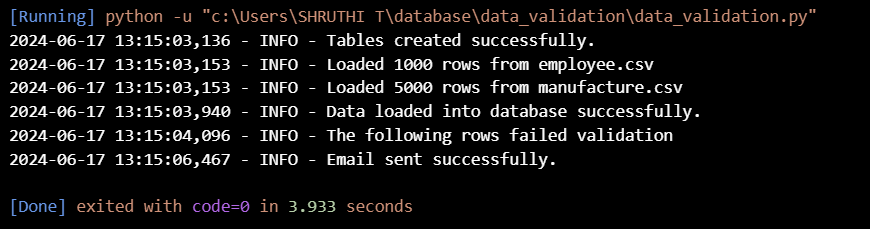 [Running] python -u "c:\Users\SHRUTHI T\database\data_validation\data_validation.py"
2024-06-17 13:15:03,136 - INFO - Tables created successfully.
2024-06-17 13:15:03,153 - INFO - Loaded 1000 rows from employee.csv
2024-06-17 13:15:03,153 - INFO - Loaded 5000 rows from manufacture.csv
2024-06-17 13:15:03,940 - INFO - Data loaded into database successfully.
2024-06-17 13:15:04,096 - INFO - The following rows failed validation
2024-06-17 13:15:06,467 - INFO - Email sent successfully.
[Done] exited with code=0 in 3.933 seconds